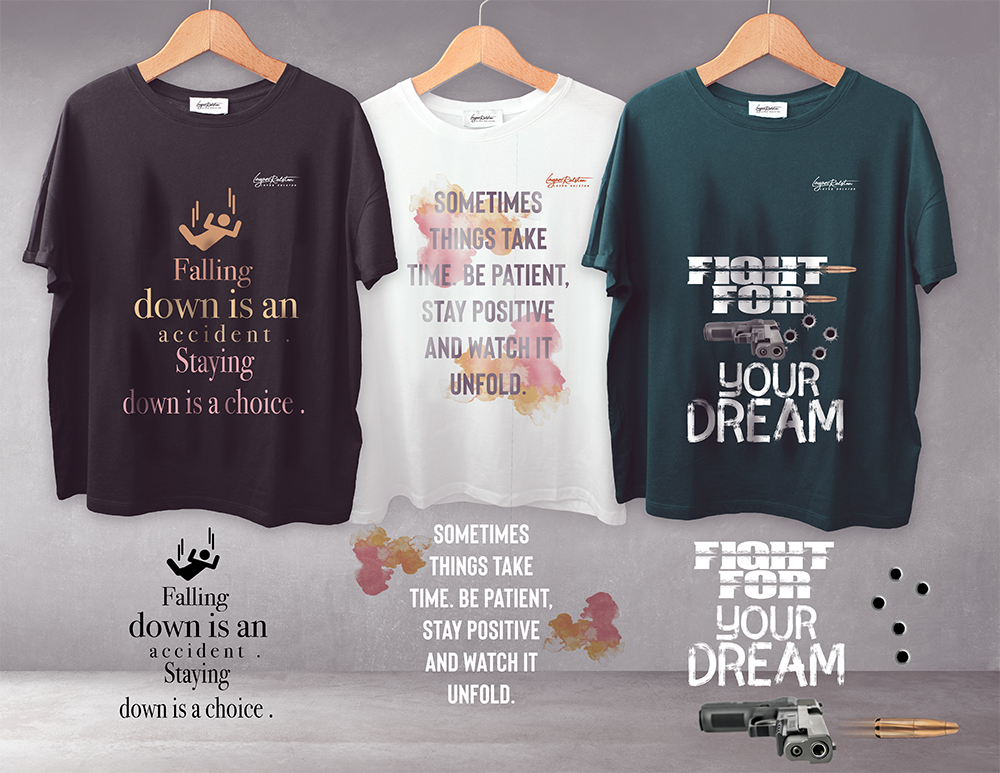 Falling
down is an
accident .
Staying
down is a choice .
SOMETIMES
THINGS TAKE
TIME. BE PATIENT,
STAY POSITIVE
AND WATCH IT
UNFOLD.
FIGHT
FOR
YOUR
DREAM
Falling
down is an
accident .
Staying
down is a choice .
SOMETIMES
THINGS TAKE
TIME. BE PATIENT,
STAY POSITIVE
AND WATCH IT
UNFOLD.
FIGHT
FOR
YOUR
DREAM